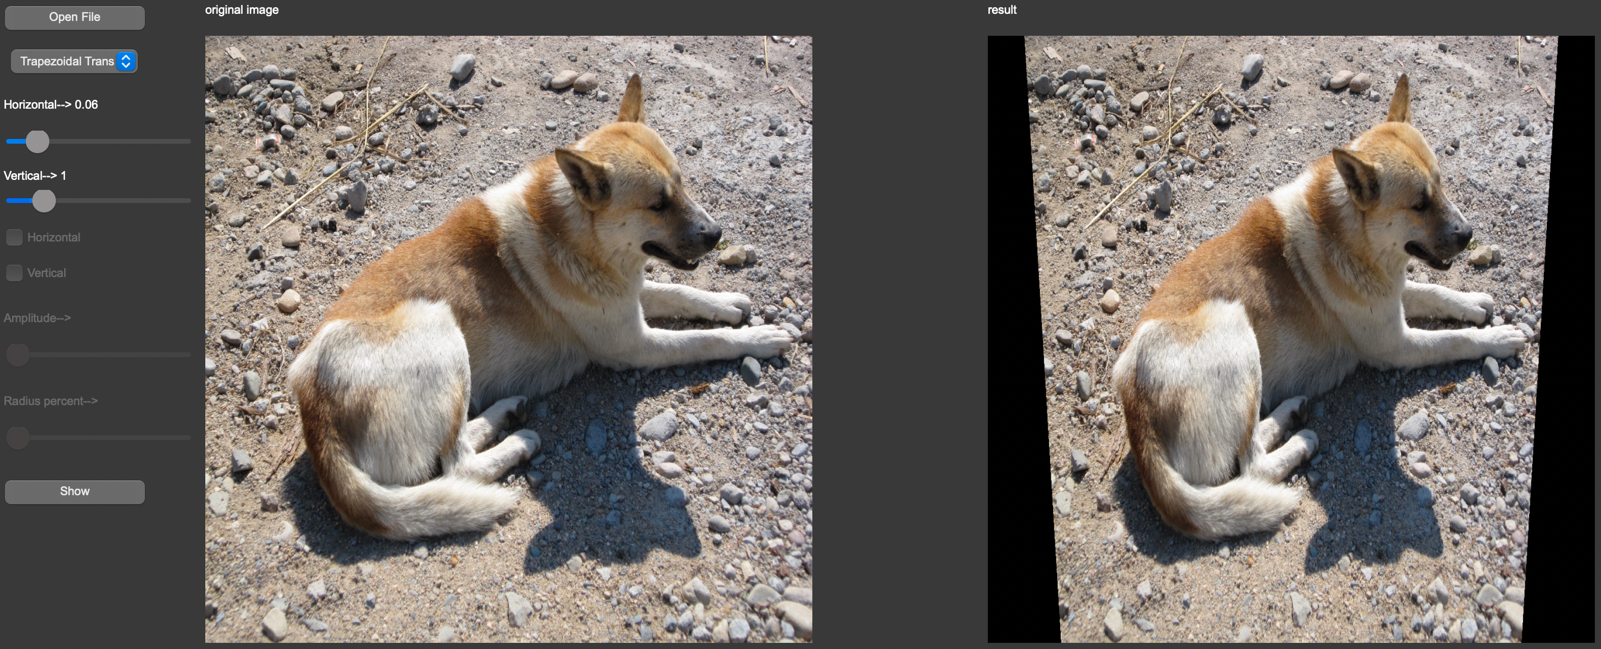 Open File
Trapezoidal Trans
Horizontal--> 0.06
Vertical--> 1
Horizontal
Vertical
Amplitude-->
Radius percent-->
Show
original image
result